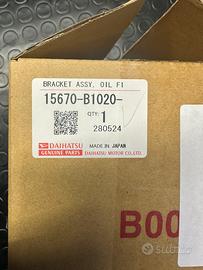 BRACKET ASSY, OIL FI
15670-B1020-
QTY.
1
280524
DAIHATSU
GENUINE PARTS
MADE IN JAPAN
DAIHATSU MOTOR CO.,LTD.
B00
subito